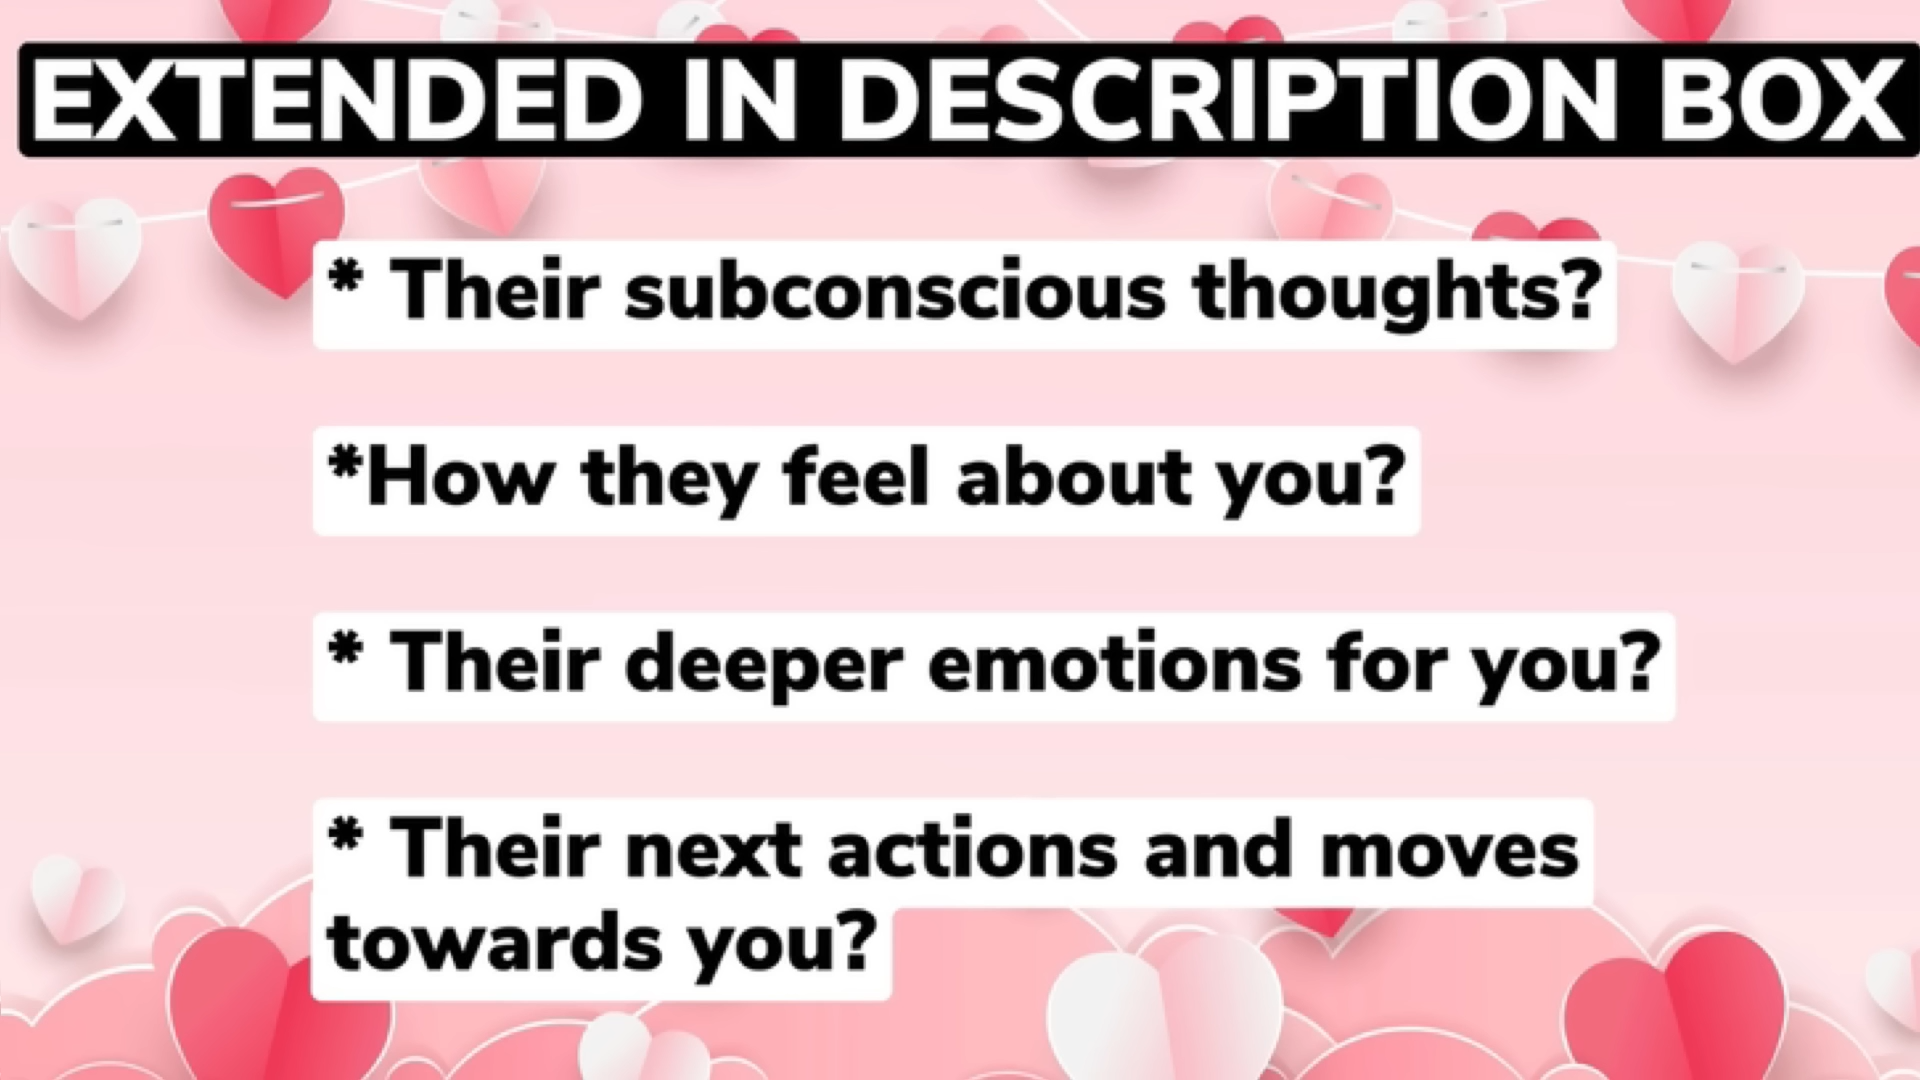 EXTENDED IN DESCRIPTION BOX
* Their subconscious thoughts?
*How they feel about you?
* Their deeper emotions for you?
* Their next actions and moves
towards you?